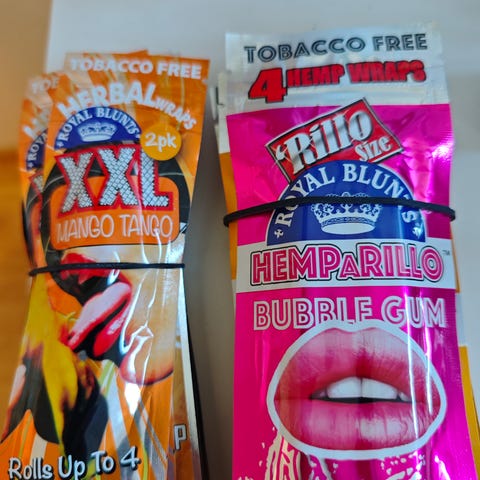 TOBACCO FREE
HERBAL WRAPS
ROYAL BLUNTS
2pk
XXL
MANGO TANGO
Rolls Up To 4
P
TOBACCO FREE
4 HEMP WRAPS
'Rillo
Size
ROYAL BLUNTS
HEMPARILLO™
BUBBLE GUM